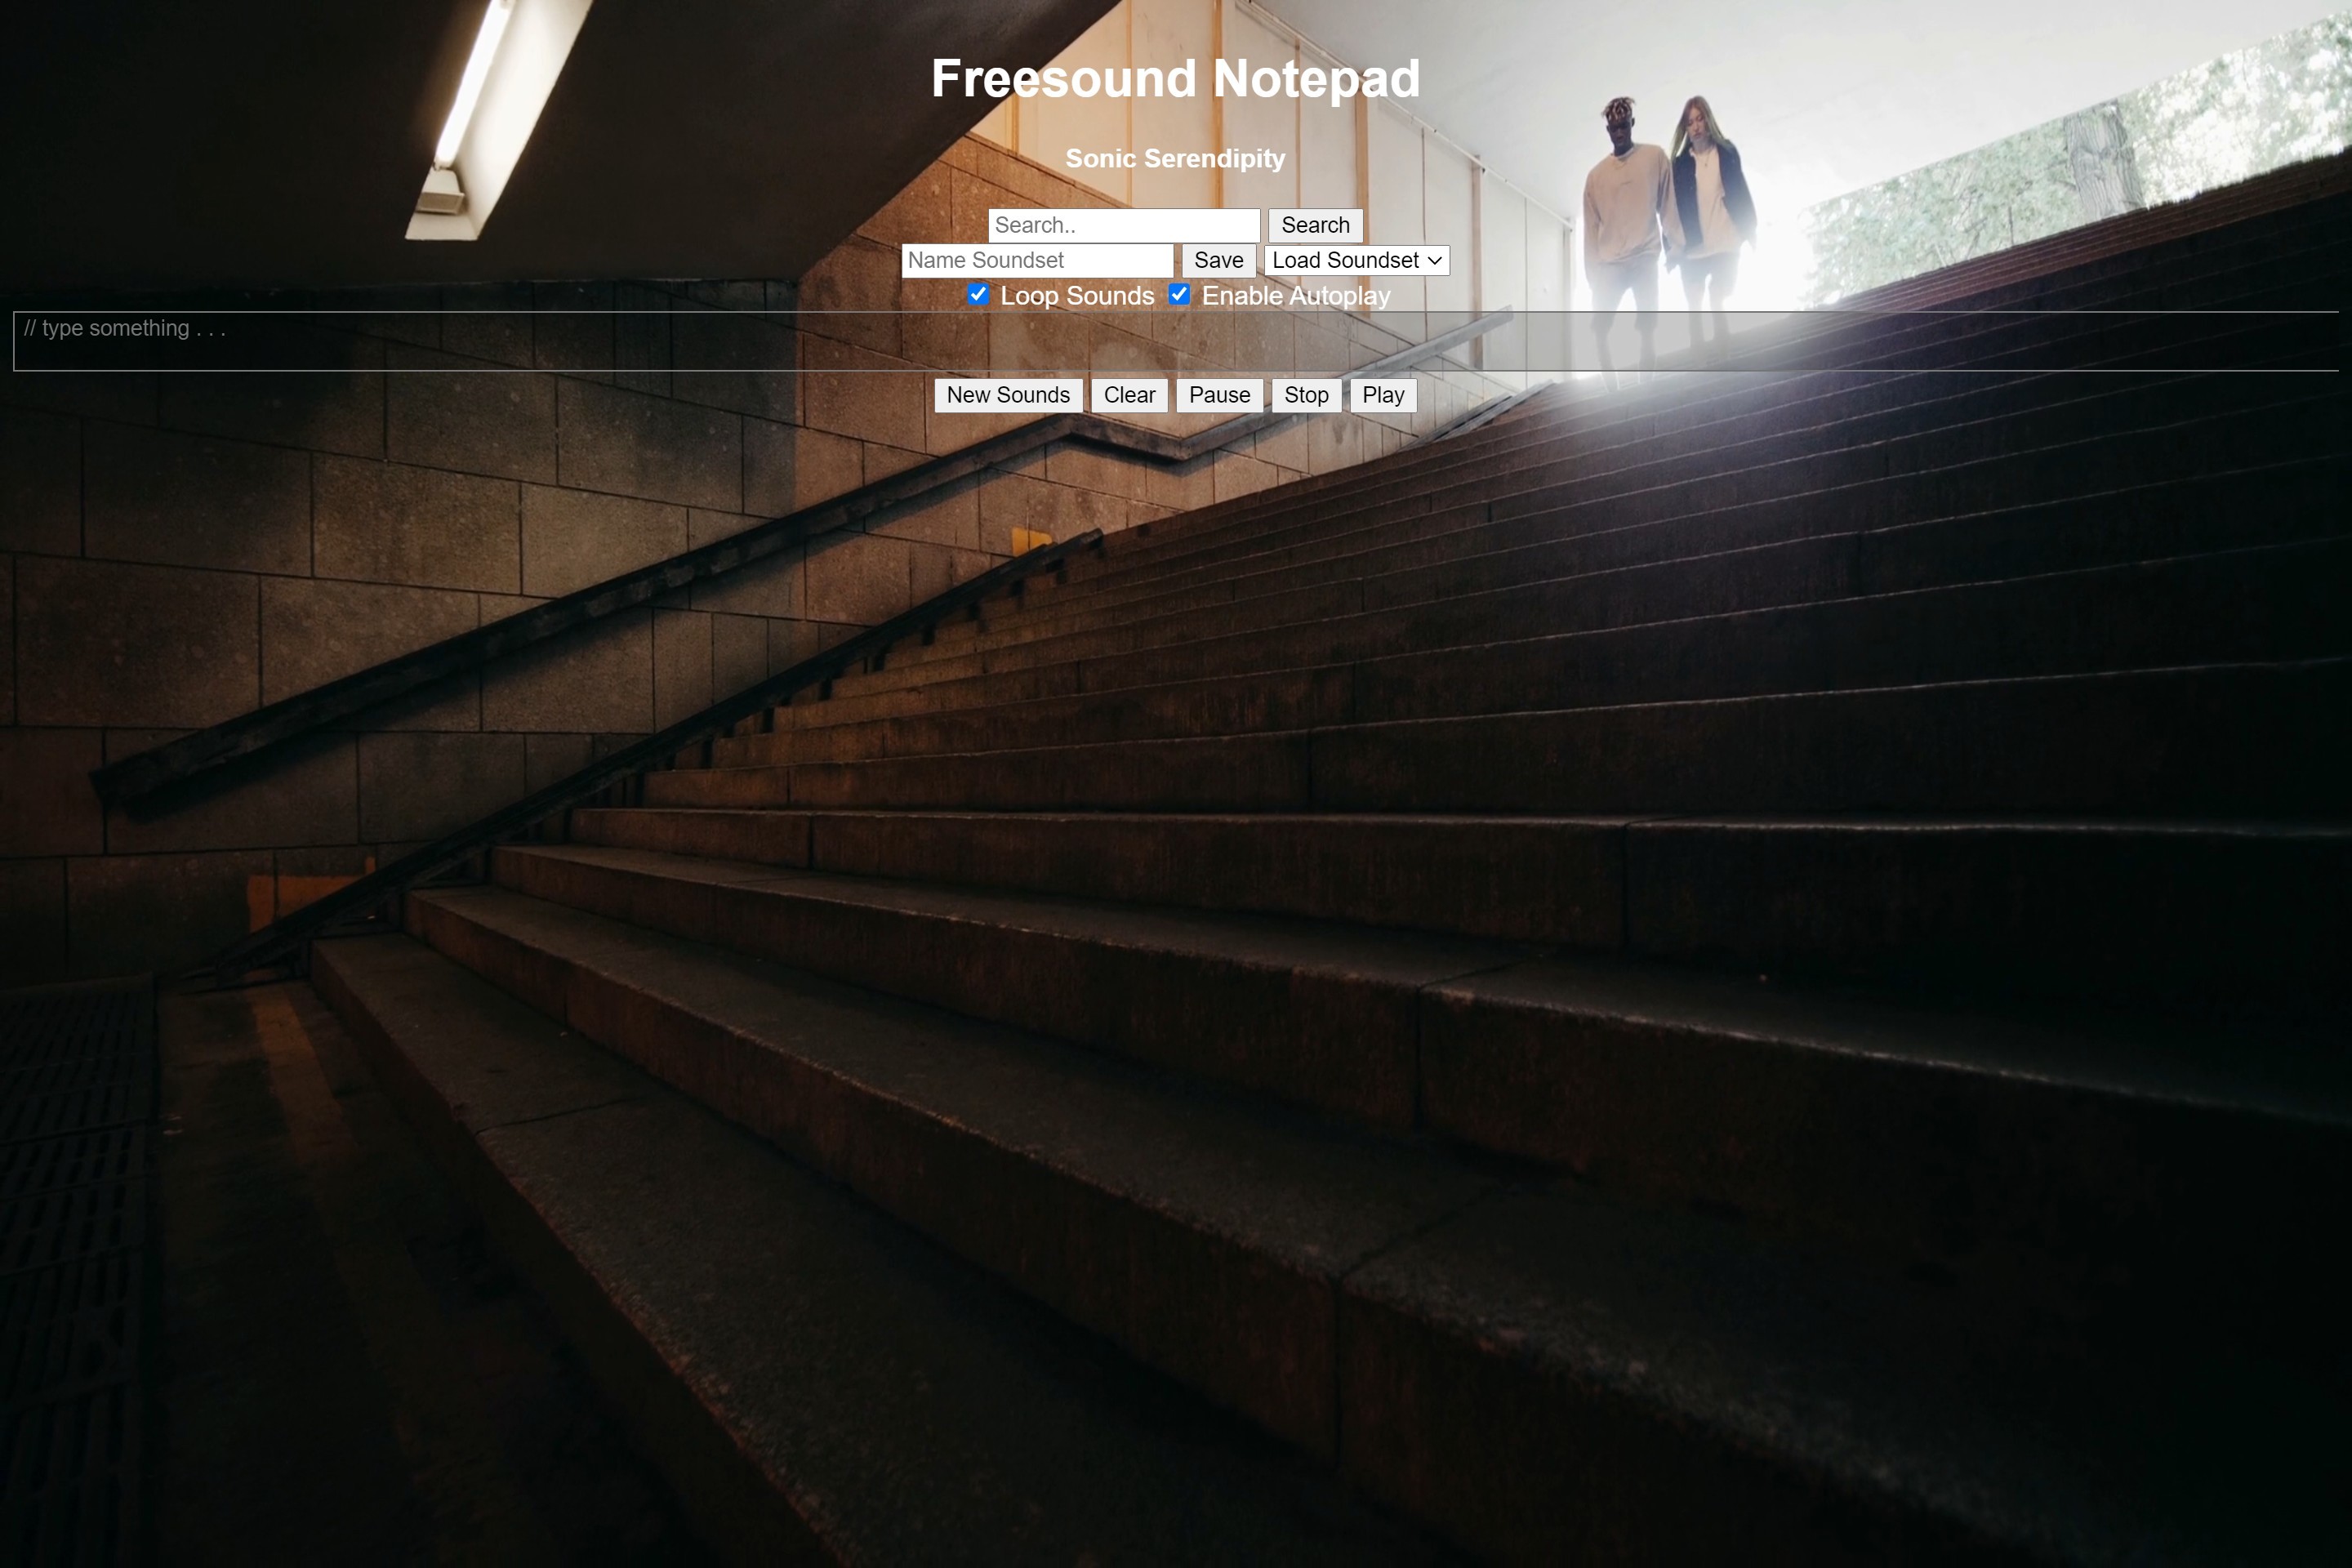 Freesound Notepad
Sonic Serendipity
Search.. Search
Name Soundset Save Load Soundset
Loop Sounds Enable Autoplay
// type something . . .
New Sounds Clear Pause Stop Play